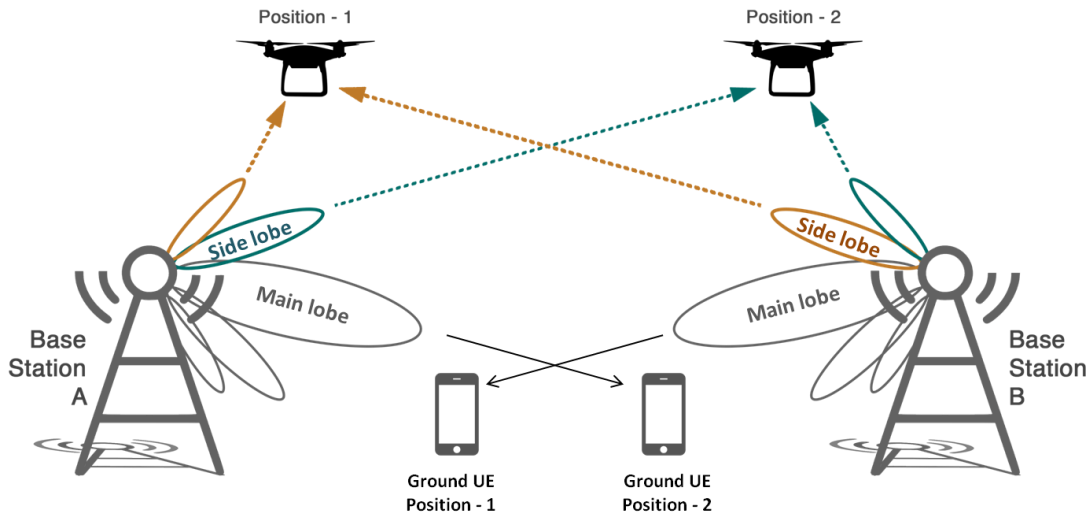 Position - 1
Position - 2
Side lobe
Side lobe
Main lobe
Main lobe
Base
Station
A
Base
Station
B
Ground UE
Position - 1
Ground UE
Position - 2